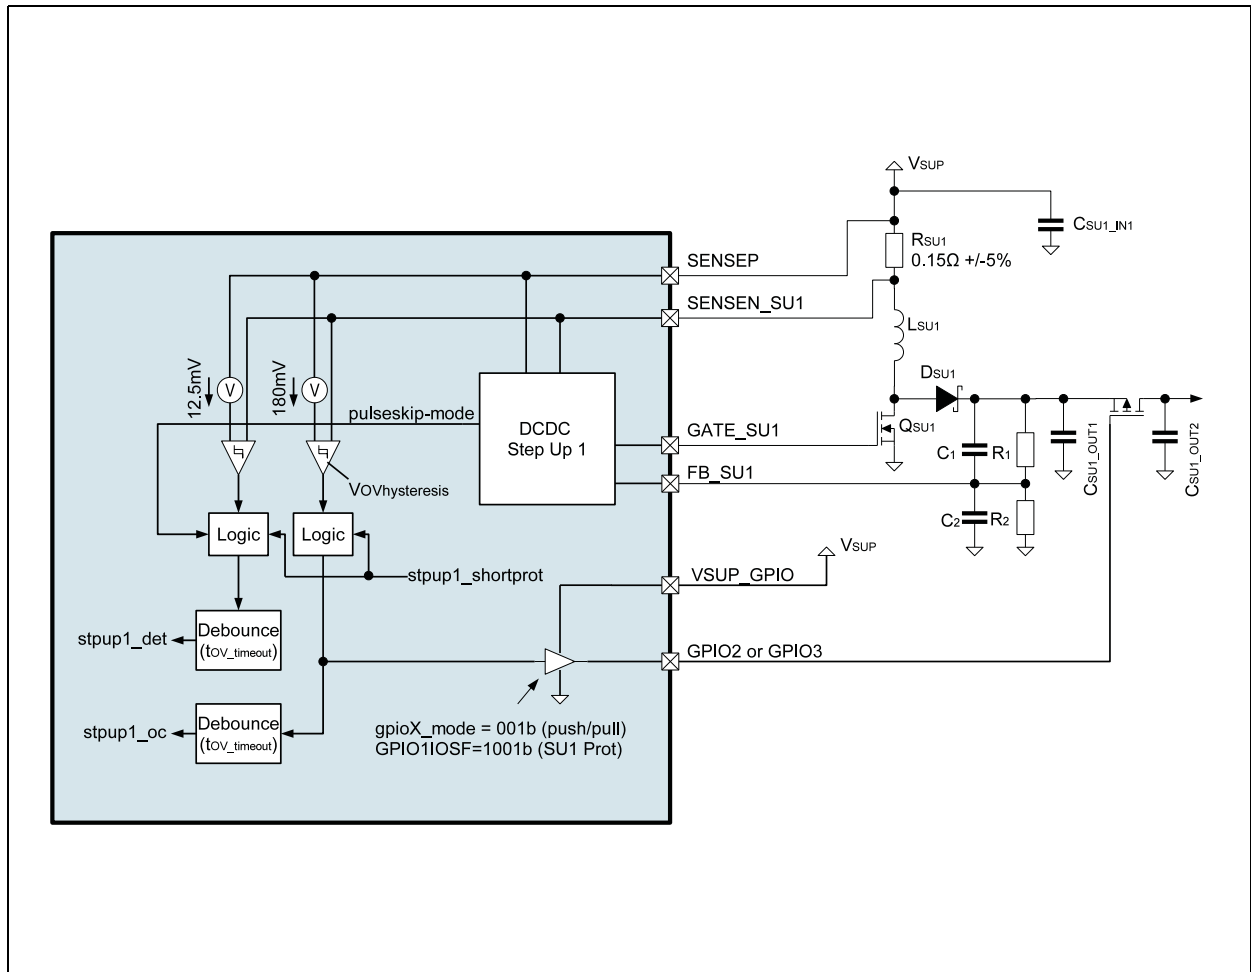 VSUP
CSU1_IN1
RSU1
0.15Ω +/-5%
SENSEP
SENSEN_SU1
LSU1
12.5mV
V
180mV
V
DSU1
pulseskip-mode
DCDC
Step Up 1
GATE_SU1
QSU1
C1
R1
CSU1_OUT1
CSU1_OUT2
FB_SU1
VOVhysteresis
C2
R2
Logic
Logic
VSUP
stpup1_shortprot
VSUP_GPIO
stpup1_det
Debounce
(tOV_timeout)
GPIO2 or GPIO3
stpup1_oc
Debounce
(tOV_timeout)
gpioX_mode = 001b (push/pull)
GPIO1IOSF=1001b (SU1 Prot)